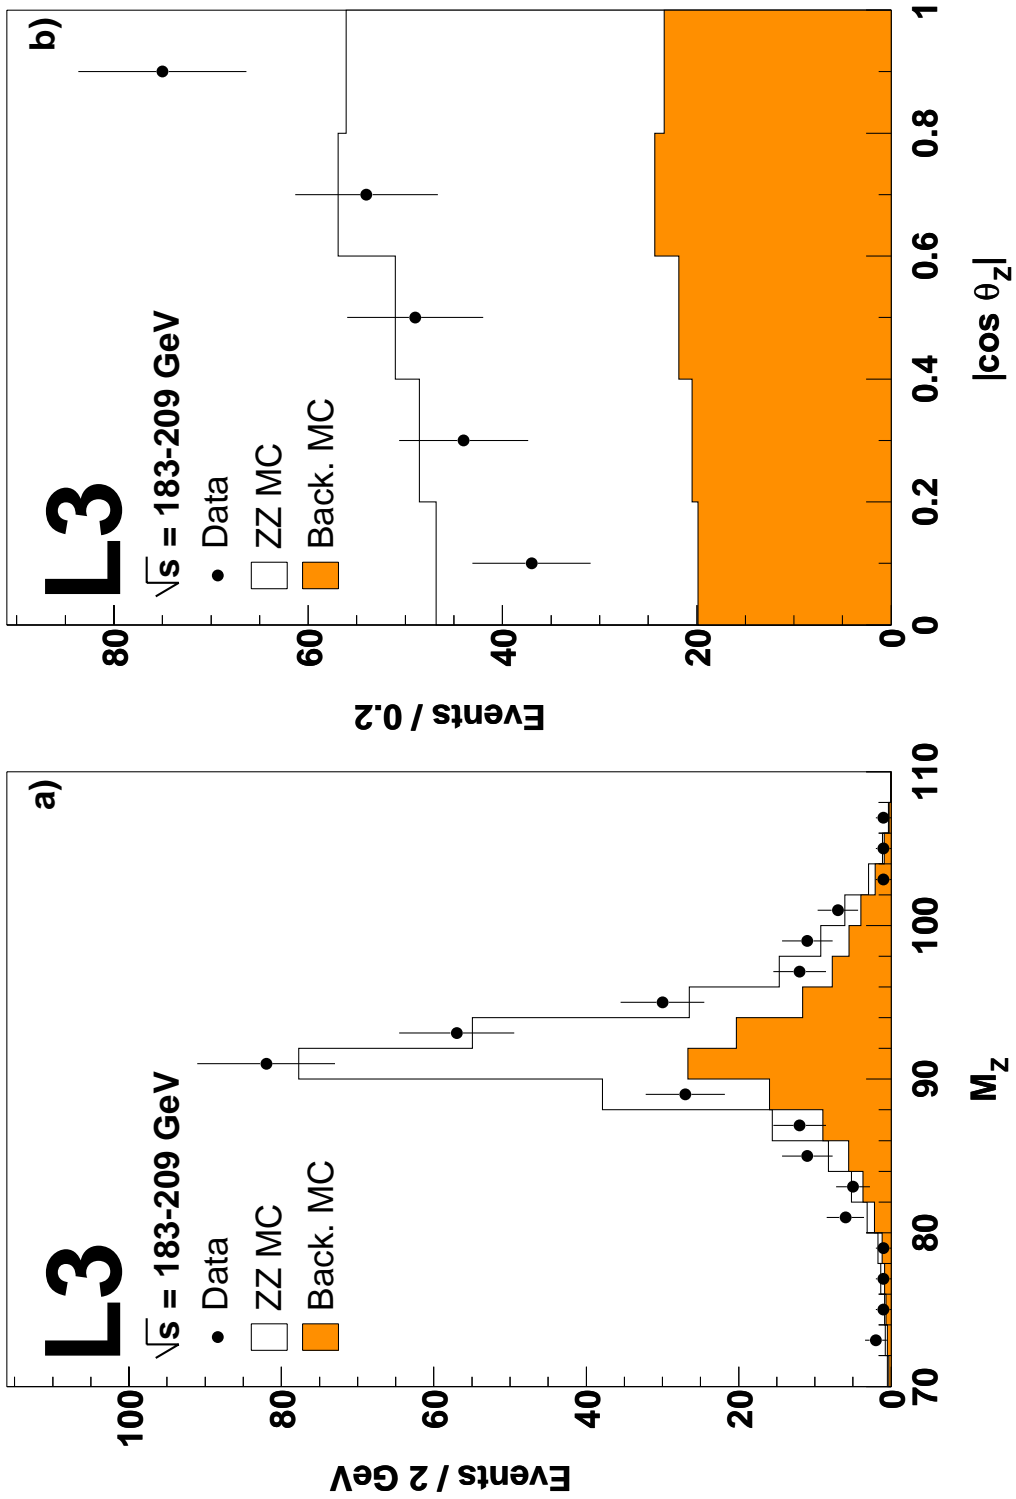 L3
a)
√s = 183-209 GeV
Data
ZZ MC
Back. MC
Events / 2 GeV
100
80
60
40
20
0
70 80 90 100 110
M_Z
L3
b)
√s = 183-209 GeV
Data
ZZ MC
Back. MC
Events / 0.2
80
60
40
20
0
0 0.2 0.4 0.6 0.8 1
|cos θ_Z|